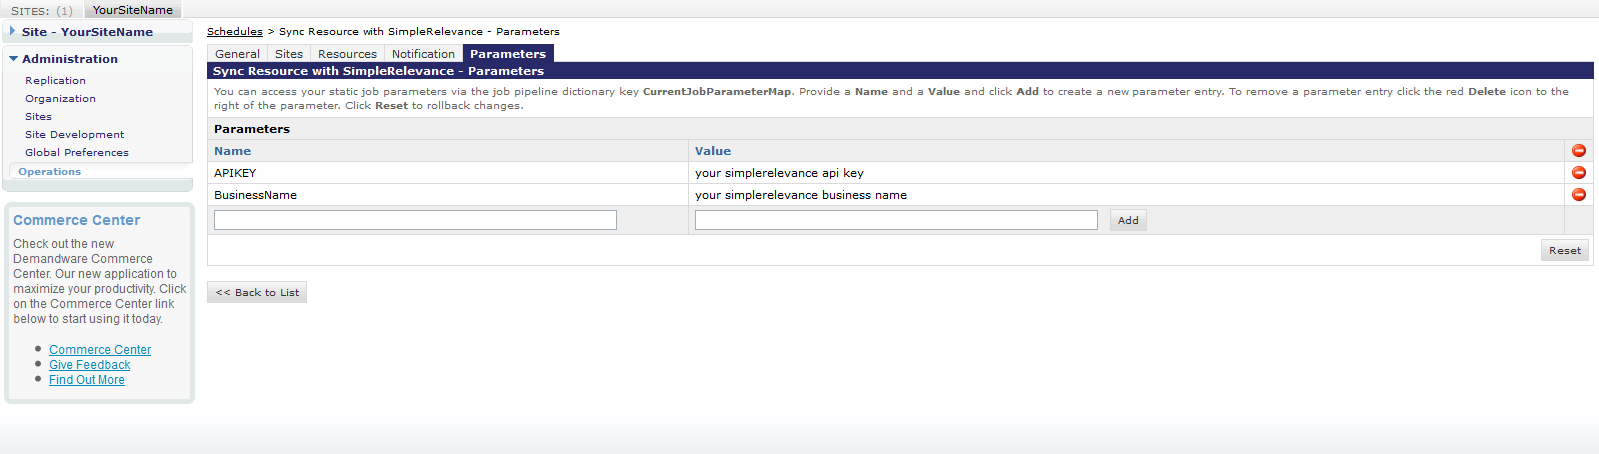 SITES: (1) YourSiteName
Site - YourSiteName
Administration
Replication
Organization
Sites
Site Development
Global Preferences
Operations
Commerce Center
Check out the new
Demandware Commerce
Center. Our new application to
maximize your productivity. Click
on the Commerce Center link
below to start using it today.
Commerce Center
Give Feedback
Find Out More
Schedules > Sync Resource with SimpleRelevance - Parameters
General Sites Resources Notification Parameters
Sync Resource with SimpleRelevance - Parameters
You can access your static job parameters via the job pipeline dictionary key CurrentJobParameterMap. Provide a Name and a Value and click Add to create a new parameter entry. To remove a parameter entry click the red Delete icon to the
right of the parameter. Click Reset to rollback changes.
Parameters
Name Value
APIKEY your simplerelevance api key
BusinessName your simplerelevance business name
Add
Reset
<< Back to List